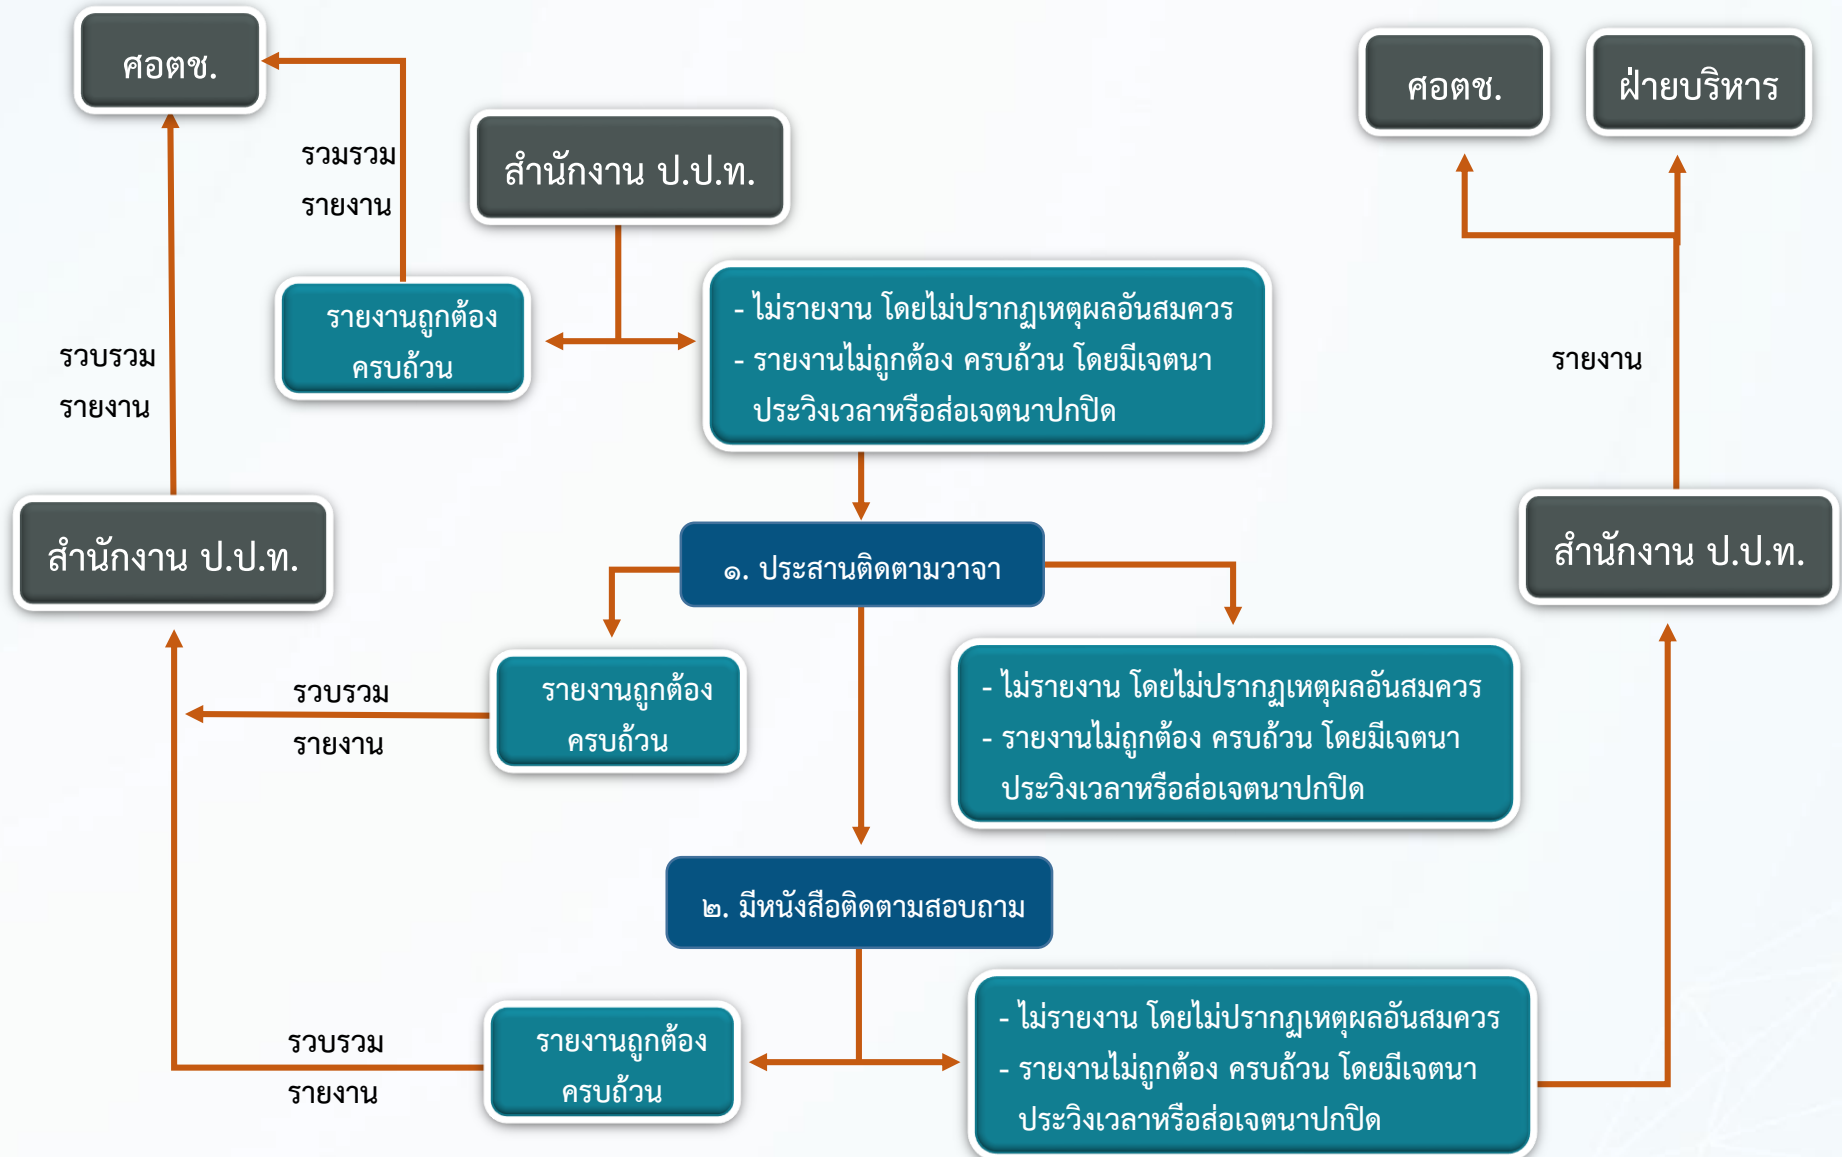 ศอตช.
ศอตช.
ฝ่ายบริหาร
รวมรวม
รายงาน
สำนักงาน ป.ป.ท.
รายงานถูกต้อง
ครบถ้วน
- ไม่รายงาน โดยไม่ปรากฏเหตุผลอันสมควร
- รายงานไม่ถูกต้อง ครบถ้วน โดยมีเจตนา
ประวิงเวลาหรือส่อเจตนาปกปิด
รวบรวม
รายงาน
รายงาน
สำนักงาน ป.ป.ท.
๑. ประสานติดตามวาจา
สำนักงาน ป.ป.ท.
รวบรวม
รายงาน
รายงานถูกต้อง
ครบถ้วน
- ไม่รายงาน โดยไม่ปรากฏเหตุผลอันสมควร
- รายงานไม่ถูกต้อง ครบถ้วน โดยมีเจตนา
ประวิงเวลาหรือส่อเจตนาปกปิด
๒. มีหนังสือติดตามสอบถาม
รวบรวม
รายงาน
รายงานถูกต้อง
ครบถ้วน
- ไม่รายงาน โดยไม่ปรากฏเหตุผลอันสมควร
- รายงานไม่ถูกต้อง ครบถ้วน โดยมีเจตนา
ประวิงเวลาหรือส่อเจตนาปกปิด